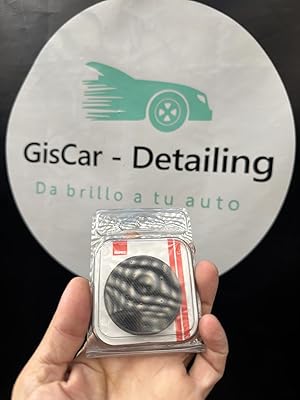 GisCar - Detailing
Da brillo a tu auto